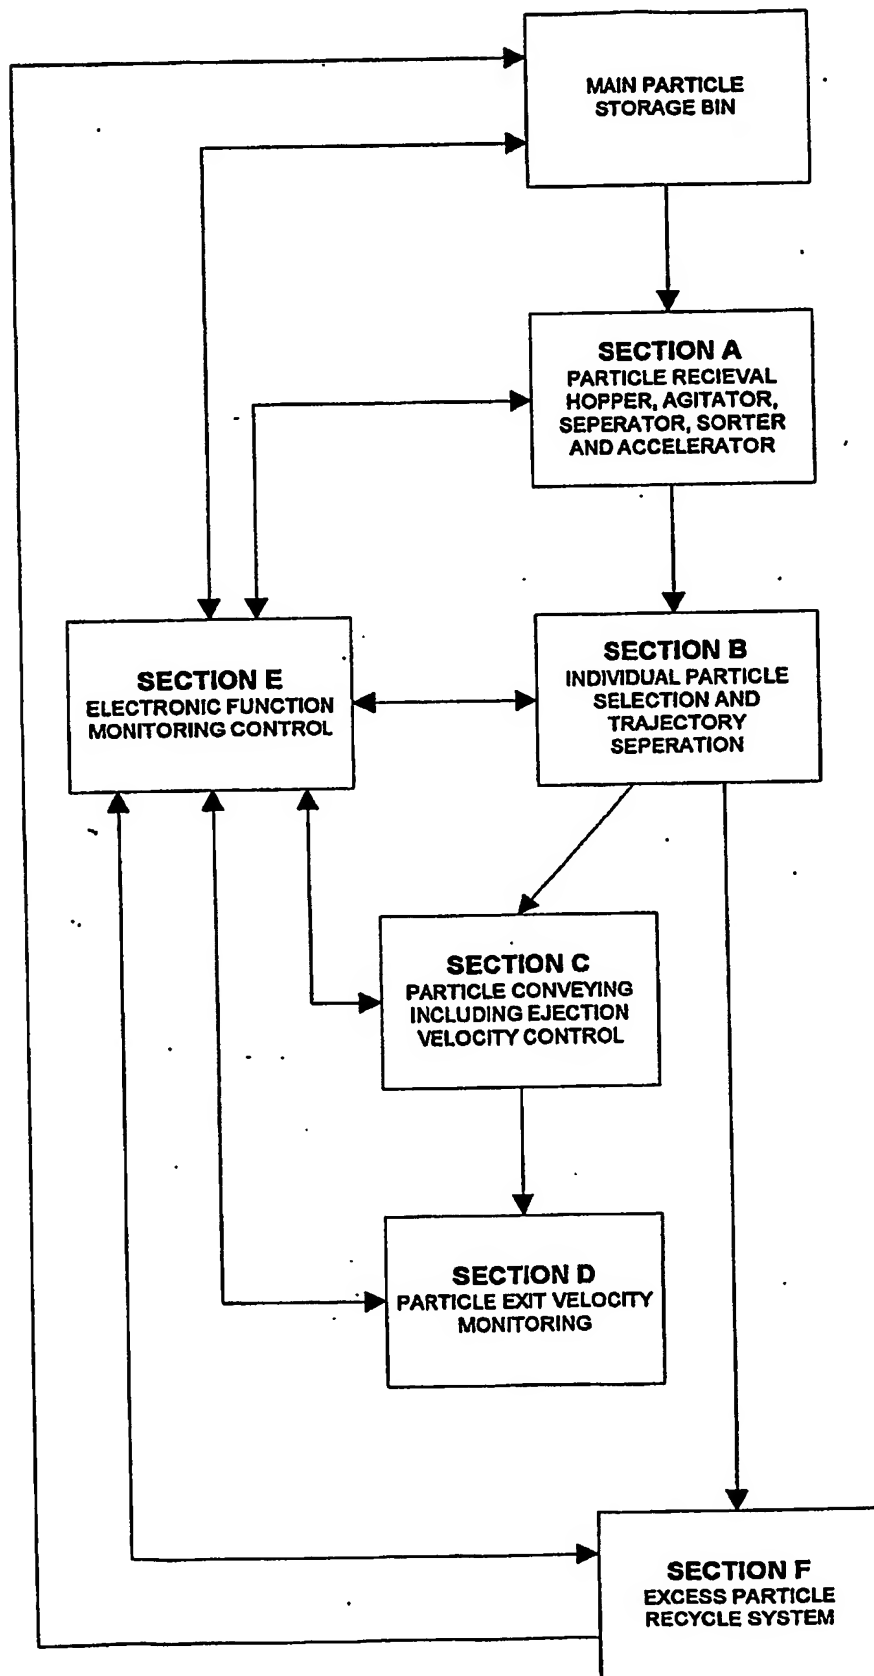 MAIN PARTICLE
STORAGE BIN
SECTION A
PARTICLE RECIEVAL
HOPPER, AGITATOR,
SEPERATOR, SORTER
AND ACCELERATOR
SECTION E
ELECTRONIC FUNCTION
MONITORING CONTROL
SECTION B
INDIVIDUAL PARTICLE
SELECTION AND
TRAJECTORY
SEPERATION
SECTION C
PARTICLE CONVEYING
INCLUDING EJECTION
VELOCITY CONTROL
SECTION D
PARTICLE EXIT VELOCITY
MONITORING
SECTION F
EXCESS PARTICLE
RECYCLE SYSTEM